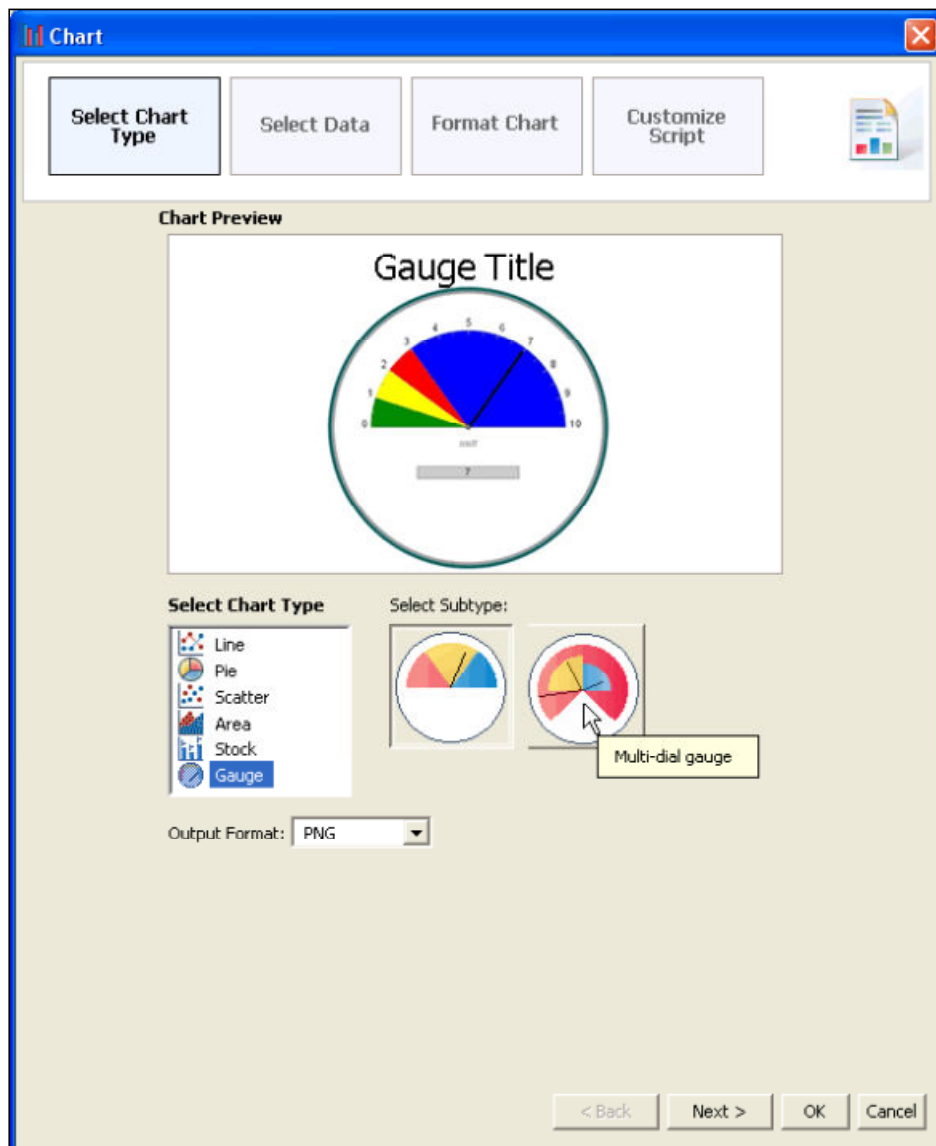 Chart
Select Chart
Type
Select Data
Format Chart
Customize
Script
Chart Preview
Gauge Title
0
1
2
3
4
5
6
7
8
9
10
7
Select Chart Type
Line
Pie
Scatter
Area
Stock
Gauge
Select Subtype:
Multi-dial gauge
Output Format: PNG
< Back
Next >
OK
Cancel